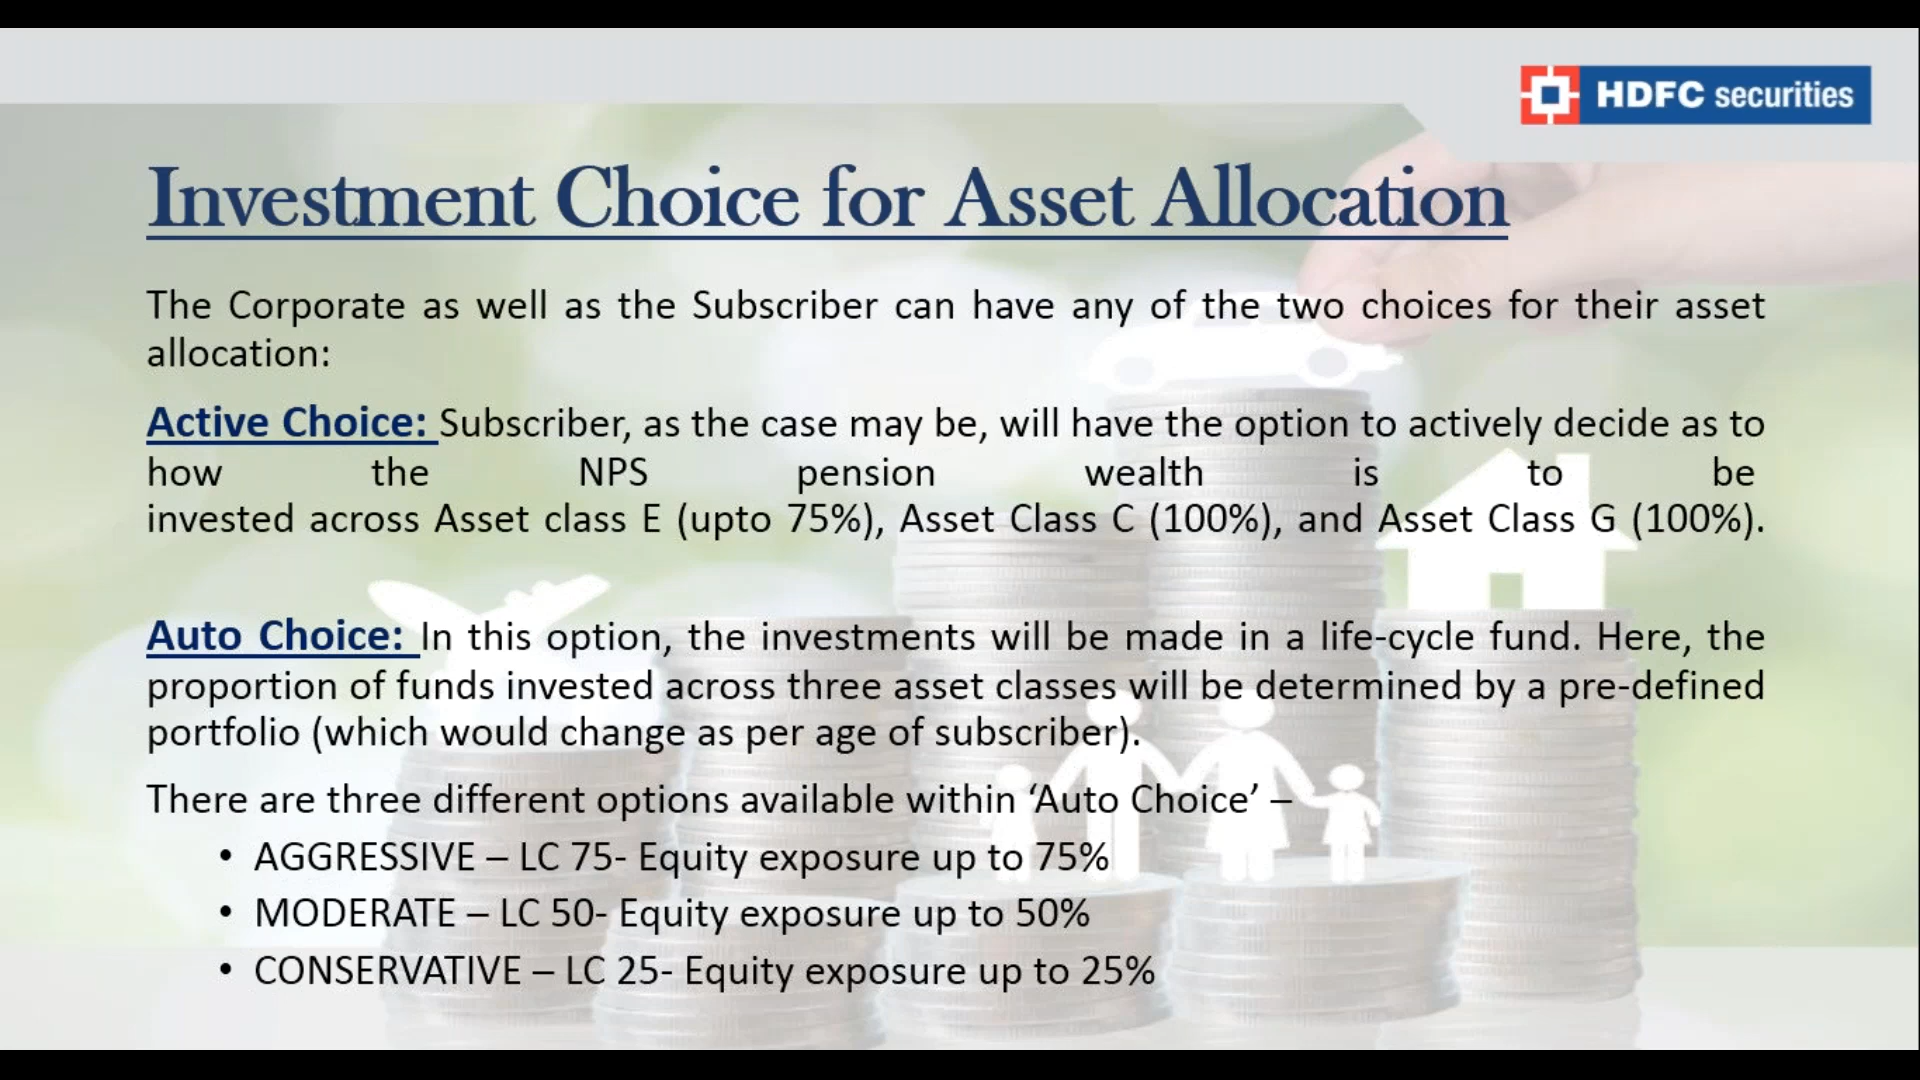 HDFC securities
Investment Choice for Asset Allocation
The Corporate as well as the Subscriber can have any of the two choices for their asset
allocation:
Active Choice: Subscriber, as the case may be, will have the option to actively decide as to
how the NPS pension wealth is to be
invested across Asset class E (upto 75%), Asset Class C (100%), and Asset Class G (100%).
Auto Choice: In this option, the investments will be made in a life-cycle fund. Here, the
proportion of funds invested across three asset classes will be determined by a pre-defined
portfolio (which would change as per age of subscriber).
There are three different options available within ‘Auto Choice’ –
• AGGRESSIVE – LC 75- Equity exposure up to 75%
• MODERATE – LC 50- Equity exposure up to 50%
• CONSERVATIVE – LC 25- Equity exposure up to 25%